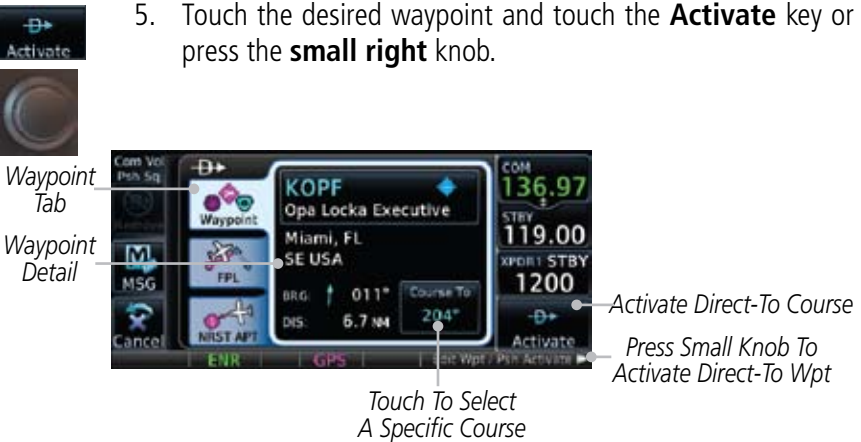 Activate
5. Touch the desired waypoint and touch the Activate key or
press the small right knob.
Waypoint
Tab
Waypoint
Detail
Com Vol
Psh Sq
MSG
Cancel
Waypoint
FPL
NRST APT
KOPF
Opa Locka Executive
Miami, FL
SE USA
BRG: 011°
DIS: 6.7 NM
Course To
204°
COM
136.97
STBY
119.00
XPDR1 STBY
1200
Activate
ENR
GPS
Edit Wpt / Psh Activate
Activate Direct-To Course
Press Small Knob To
Activate Direct-To Wpt
Touch To Select
A Specific Course